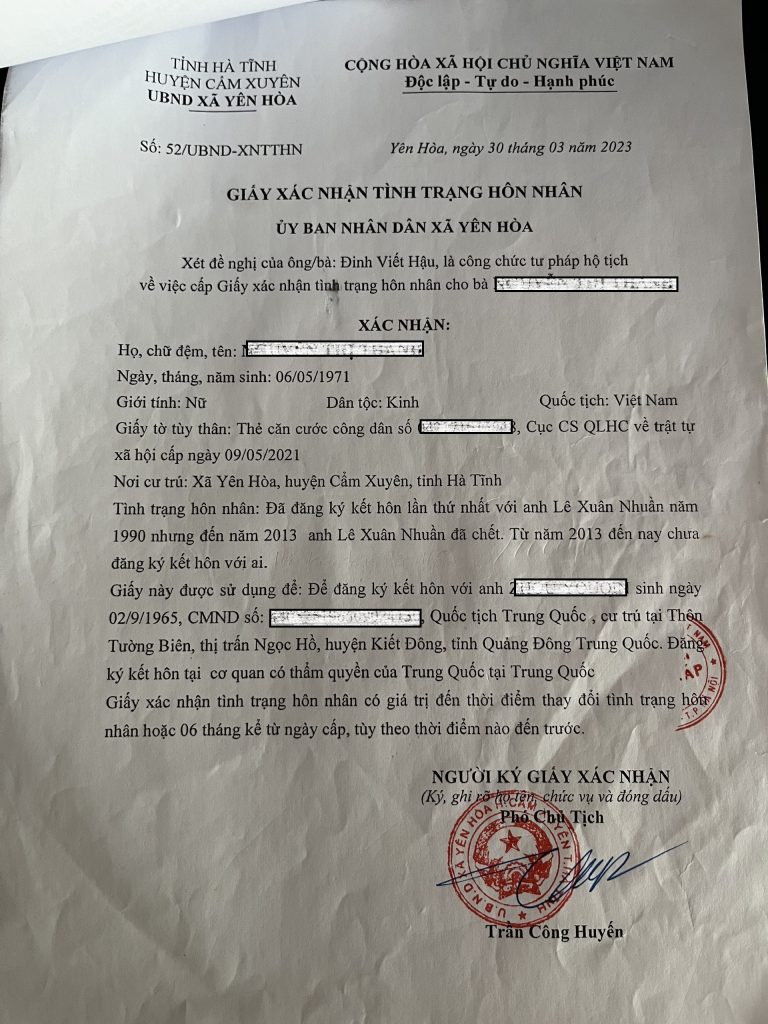 TỈNH HÀ TĨNH
HUYỆN CẨM XUYÊN
UBND XÃ YÊN HÒA
CỘNG HÒA XÃ HỘI CHỦ NGHĨA VIỆT NAM
Độc lập - Tự do - Hạnh phúc
Số: 52/UBND-XNTTHN
Yên Hòa, ngày 30 tháng 03 năm 2023
GIẤY XÁC NHẬN TÌNH TRẠNG HÔN NHÂN
ỦY BAN NHÂN DÂN XÃ YÊN HÒA
Xét đề nghị của ông/bà: Đinh Viết Hậu, là công chức tư pháp hộ tịch
về việc cấp Giấy xác nhận tình trạng hôn nhân cho bà
XÁC NHẬN:
Họ, chữ đệm, tên:
Ngày, tháng, năm sinh: 06/05/1971
Giới tính: Nữ Dân tộc: Kinh Quốc tịch: Việt Nam
Giấy tờ tùy thân: Thẻ căn cước công dân số , Cục CS QLHC về trật tự
xã hội cấp ngày 09/05/2021
Nơi cư trú: Xã Yên Hòa, huyện Cẩm Xuyên, tỉnh Hà Tĩnh
Tình trạng hôn nhân: Đã đăng ký kết hôn lần thứ nhất với anh Lê Xuân Nhuần năm
1990 nhưng đến năm 2013 anh Lê Xuân Nhuần đã chết. Từ năm 2013 đến nay chưa
đăng ký kết hôn với ai.
Giấy này được sử dụng để: Để đăng ký kết hôn với anh sinh ngày
02/9/1965, CMND số: , Quốc tịch Trung Quốc , cư trú tại Thôn
Tường Biên, thị trấn Ngọc Hồ, huyện Kiết Đông, tỉnh Quảng Đông Trung Quốc. Đăng
ký kết hôn tại cơ quan có thẩm quyền của Trung Quốc tại Trung Quốc
Giấy xác nhận tình trạng hôn nhân có giá trị đến thời điểm thay đổi tình trạng hôn
nhân hoặc 06 tháng kể từ ngày cấp, tùy theo thời điểm nào đến trước.
NGƯỜI KÝ GIẤY XÁC NHẬN
(Ký, ghi rõ họ tên, chức vụ và đóng dấu)
Phó Chủ Tịch
U.B.N.D XÃ YÊN HÒA H.CẨM XUYÊN T.HÀ TĨNH
Trần Công Huyến